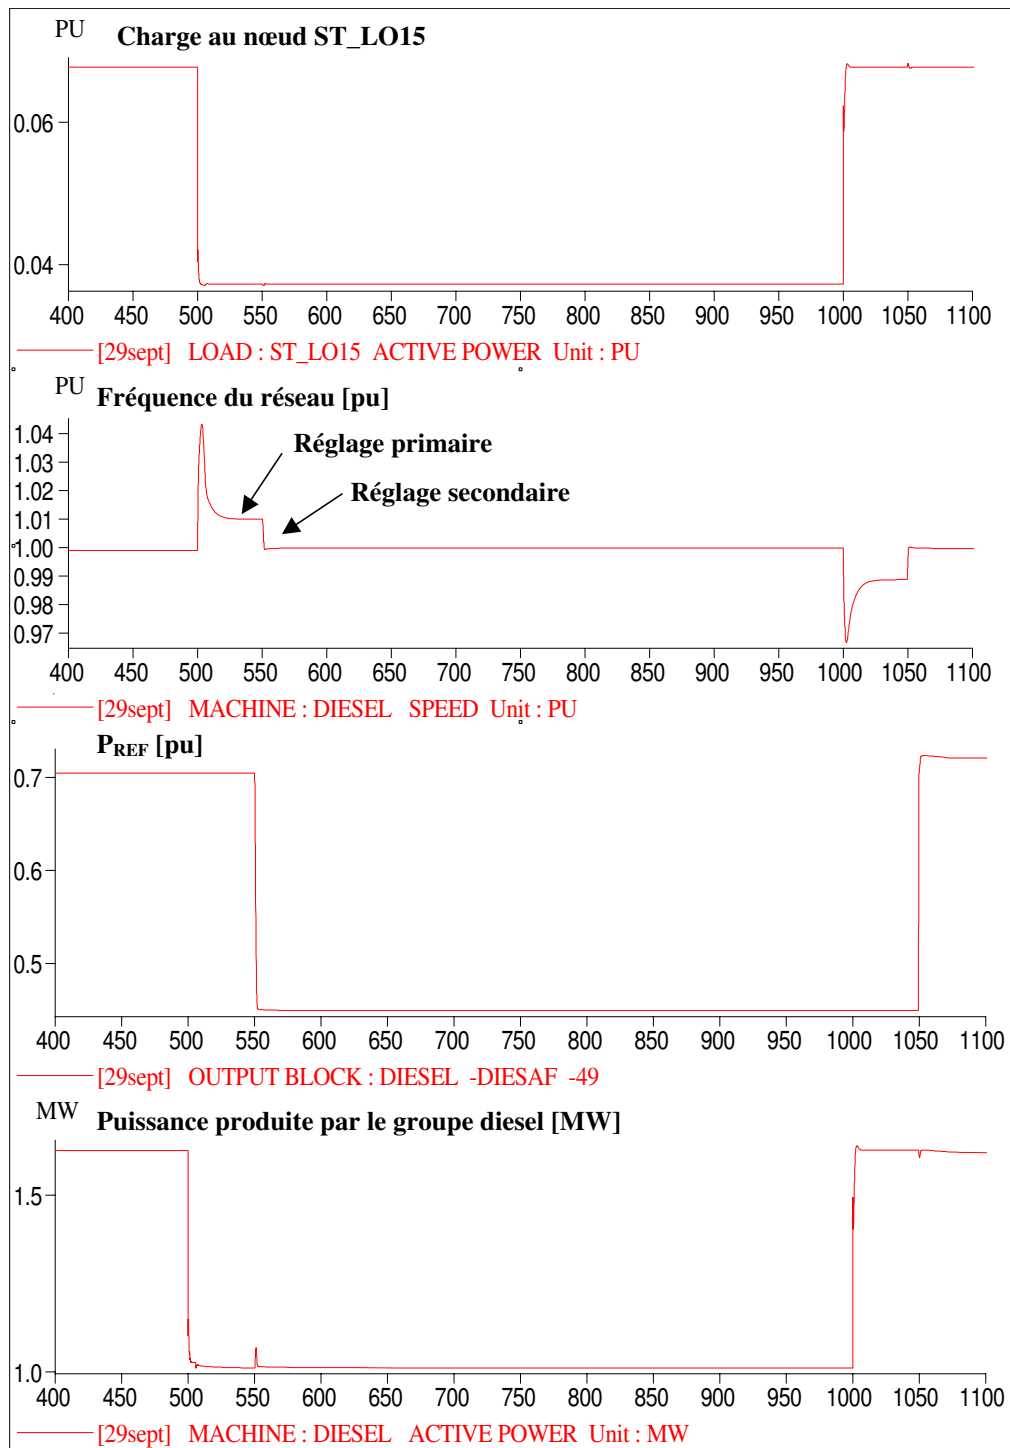 PU Charge au nœud ST_LO15
0.06
0.04
400 450 500 550 600 650 700 750 800 850 900 950 1000 1050 1100
[29sept] LOAD : ST_LO15 ACTIVE POWER Unit : PU
PU Fréquence du réseau [pu]
1.04
Réglage primaire
1.03
1.02
Réglage secondaire
1.01
1.00
0.99
0.98
0.97
400 450 500 550 600 650 700 750 800 850 900 950 1000 1050 1100
[29sept] MACHINE : DIESEL SPEED Unit : PU
PREF [pu]
0.7
0.6
0.5
400 450 500 550 600 650 700 750 800 850 900 950 1000 1050 1100
[29sept] OUTPUT BLOCK : DIESEL -DIESAF -49
MW Puissance produite par le groupe diesel [MW]
1.5
1.0
400 450 500 550 600 650 700 750 800 850 900 950 1000 1050 1100
[29sept] MACHINE : DIESEL ACTIVE POWER Unit : MW